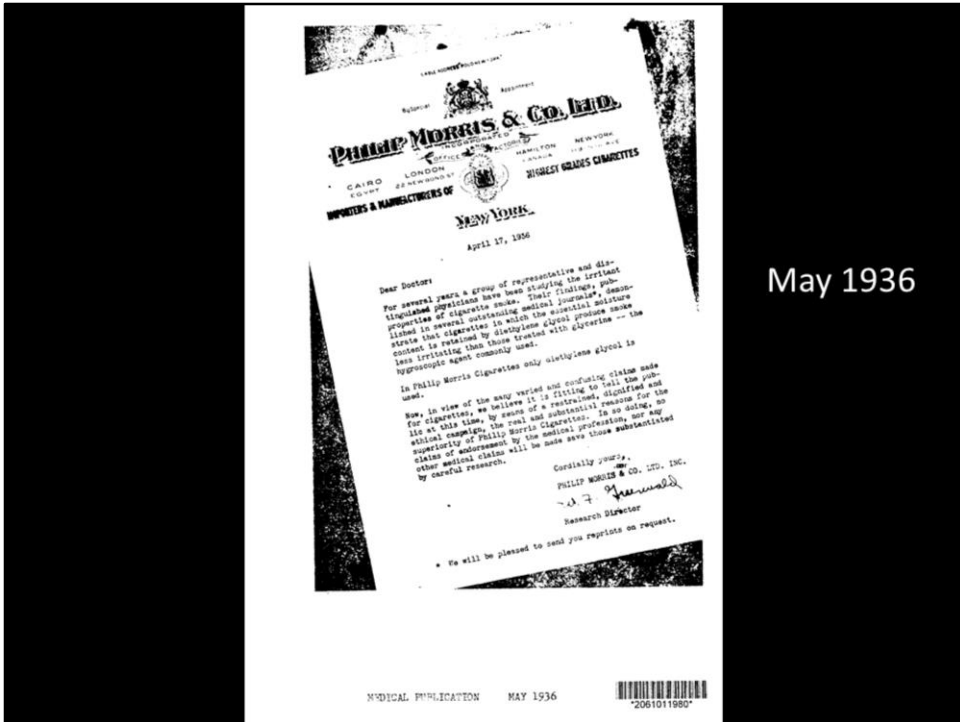 PHILIP MORRIS & CO. LTD.
INCORPORATED
OFFICE AND FACTORIES
CAIRO
EGYPT
LONDON
22 NEW BOND ST
HAMILTON
CANADA
NEW YORK
IMPORTERS & MANUFACTURERS OF
HIGHEST GRADES CIGARETTES
NEW YORK.
April 17, 1936
Dear Doctor:
For several years a group of representative and dis-
tinguished physicians have been studying the irritant
properties of cigarette smoke. Their findings, pub-
lished in several outstanding medical journals*, demon-
strate that cigarettes in which the essential moisture
content is retained by diethylene glycol produce smoke
less irritating than those treated with glycerine -- the
hygroscopic agent commonly used.
In Philip Morris Cigarettes only diethylene glycol is
used.
Now, in view of the many varied and confusing claims made
for cigarettes, we believe it is fitting to tell the pub-
lic at this time, by means of a restrained, dignified and
ethical campaign, the real and substantial reasons for the
superiority of Philip Morris Cigarettes. In so doing, no
claims of endorsement by the medical profession, nor any
other medical claims will be made save those substantiated
by careful research.
Cordially yours,
PHILIP MORRIS & CO. LTD. INC.
Research Director
* We will be pleased to send you reprints on request.
May 1936
MEDICAL PUBLICATION MAY 1936
*2061011980*